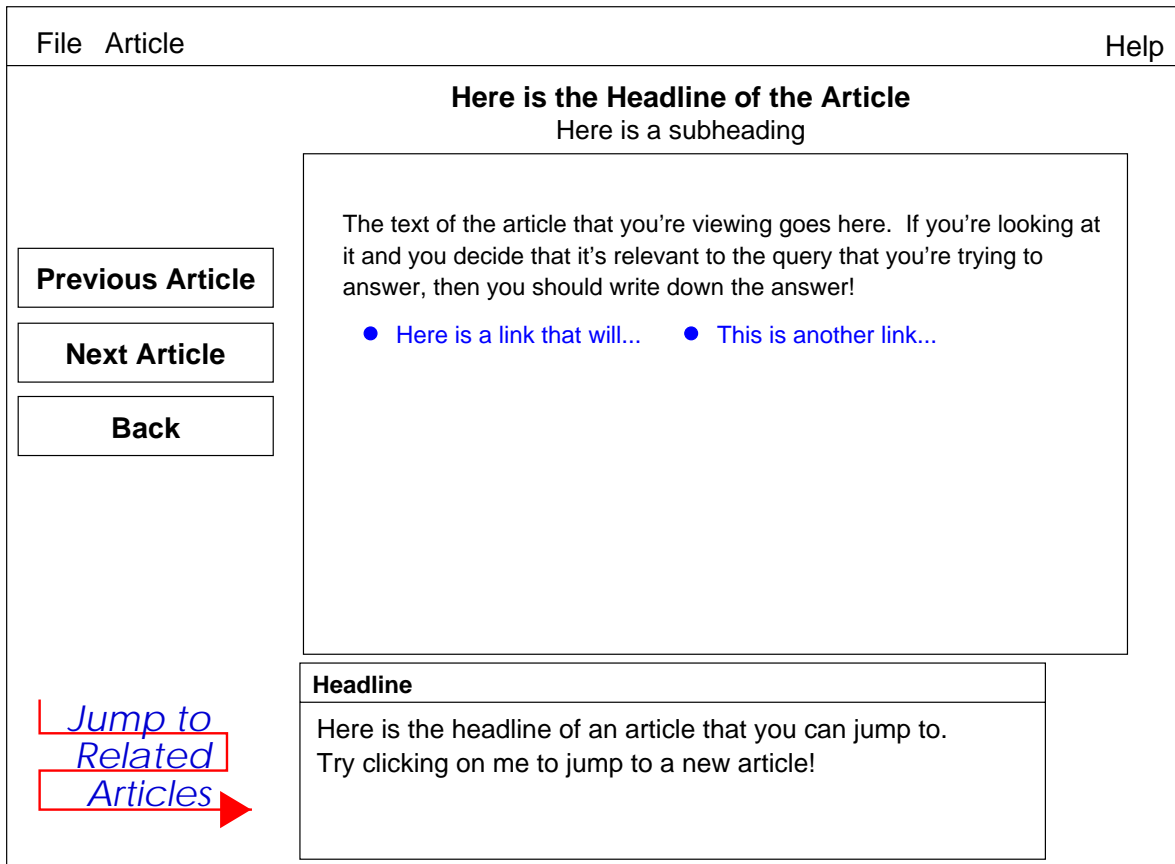 File Article Help
Here is the Headline of the Article
Here is a subheading
Previous Article
Next Article
Back
The text of the article that you’re viewing goes here.  If you’re looking at
it and you decide that it’s relevant to the query that you’re trying to
answer, then you should write down the answer!
Here is a link that will... This is another link...
Jump to
Related
Articles
Headline
Here is the headline of an article that you can jump to.
Try clicking on me to jump to a new article!